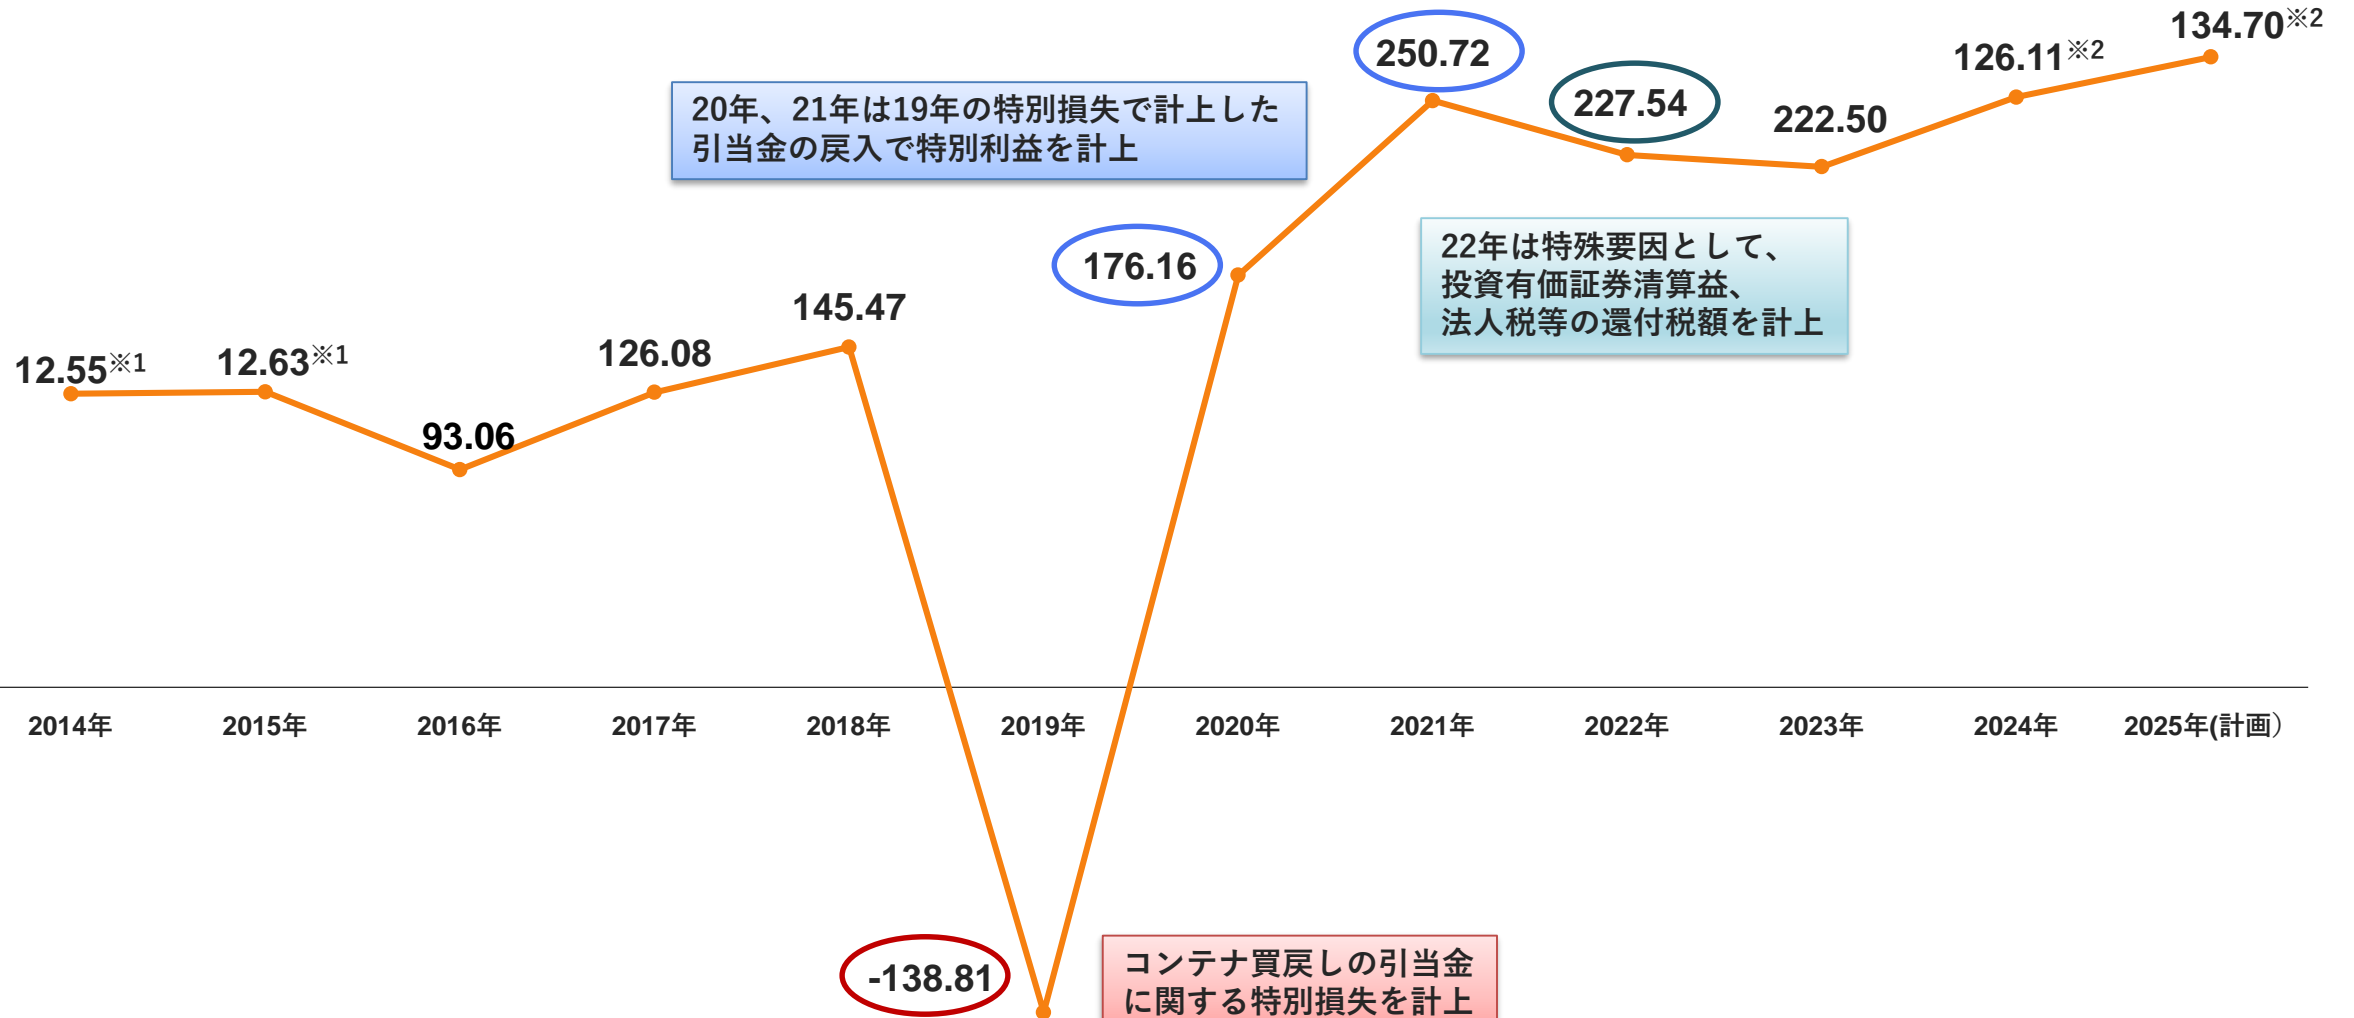 134.70※2
250.72
126.11※2
20年、21年は19年の特別損失で計上した
引当金の戻入で特別利益を計上
227.54
222.50
22年は特殊要因として、
投資有価証券清算益、
法人税等の還付税額を計上
176.16
145.47
126.08
12.55※1
12.63※1
93.06
2014年
2015年
2016年
2017年
2018年
2019年
2020年
2021年
2022年
2023年
2024年
2025年(計画）
-138.81
コンテナ買戻しの引当金
に関する特別損失を計上